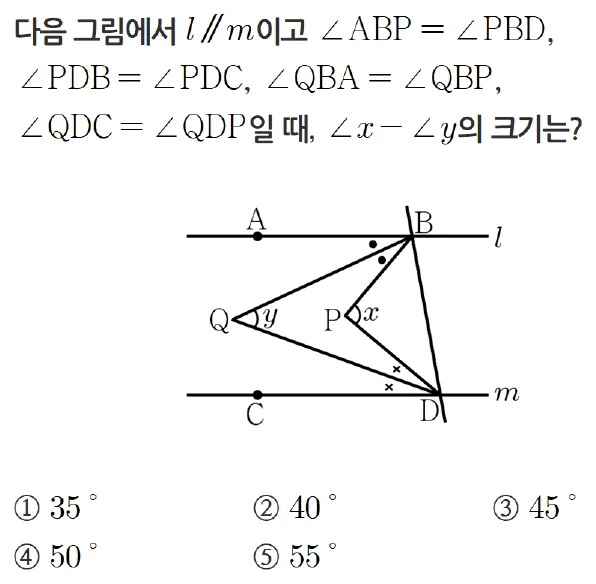 다음 그림에서 l∥m이고 ∠ABP = ∠PBD,
∠PDB = ∠PDC, ∠QBA = ∠QBP,
∠QDC = ∠QDP일 때, ∠x - ∠y의 크기는?
A B l
Q y P x
C D m
① 35° ② 40° ③ 45°
④ 50° ⑤ 55°